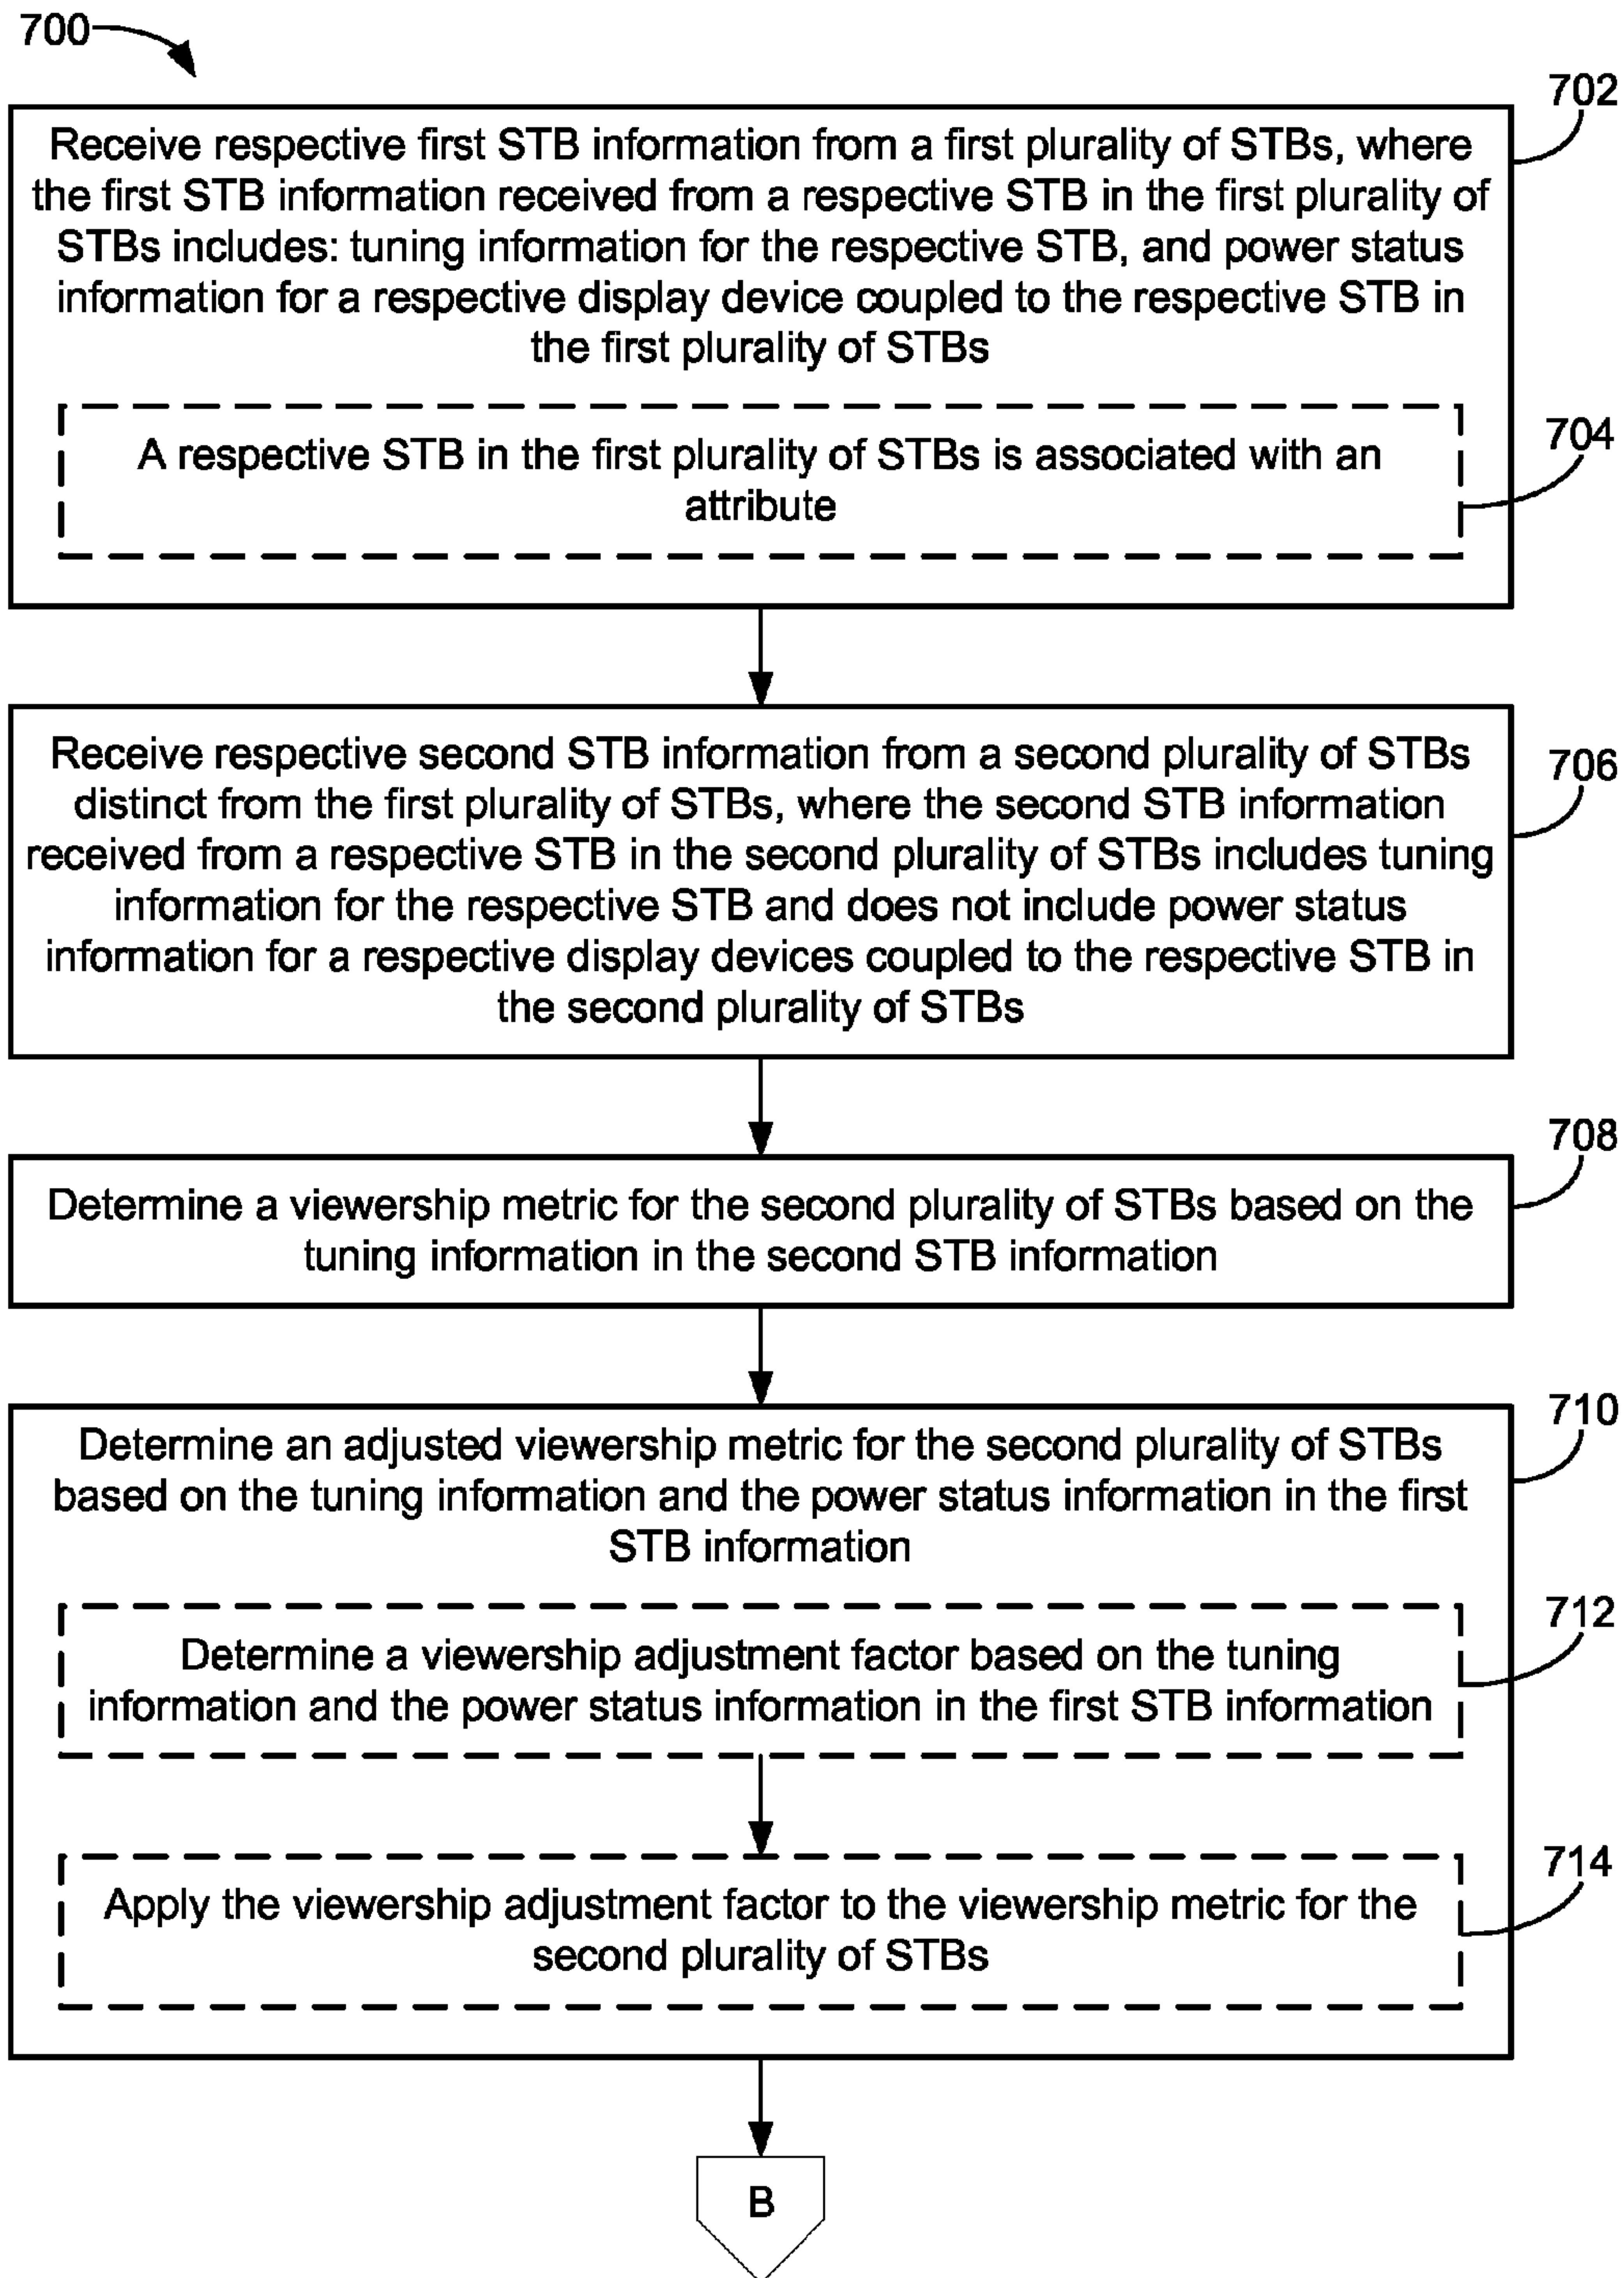 700
702
Receive respective first STB information from a first plurality of STBs, where
the first STB information received from a respective STB in the first plurality of
STBs includes: tuning information for the respective STB, and power status
information for a respective display device coupled to the respective STB in
the first plurality of STBs
704
A respective STB in the first plurality of STBs is associated with an
attribute
706
Receive respective second STB information from a second plurality of STBs
distinct from the first plurality of STBs, where the second STB information
received from a respective STB in the second plurality of STBs includes tuning
information for the respective STB and does not include power status
information for a respective display devices coupled to the respective STB in
the second plurality of STBs
708
Determine a viewership metric for the second plurality of STBs based on the
tuning information in the second STB information
710
Determine an adjusted viewership metric for the second plurality of STBs
based on the tuning information and the power status information in the first
STB information
712
Determine a viewership adjustment factor based on the tuning
information and the power status information in the first STB information
714
Apply the viewership adjustment factor to the viewership metric for the
second plurality of STBs
B